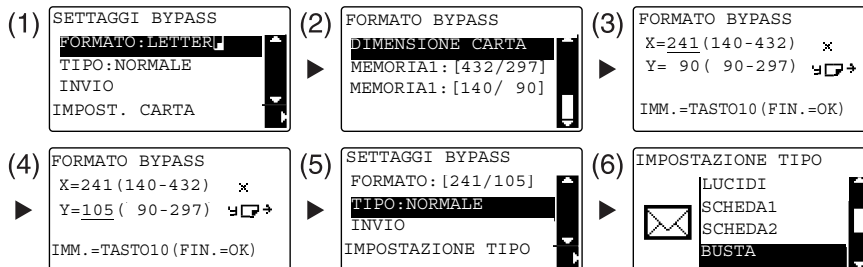 (1)
SETTAGGI BYPASS
FORMATO:LETTER
TIPO:NORMALE
INVIO
IMPOST. CARTA
(2)
FORMATO BYPASS
DIMENSIONE CARTA
MEMORIA1:[432/297]
MEMORIA1:[140/ 90]
(3)
FORMATO BYPASS
X=241(140-432) x
Y= 90( 90-297) y
IMM.=TASTO10(FIN.=OK)
(4)
FORMATO BYPASS
X=241(140-432) x
Y=105( 90-297) y
IMM.=TASTO10(FIN.=OK)
(5)
SETTAGGI BYPASS
FORMATO:[241/105]
TIPO:NORMALE
INVIO
IMPOSTAZIONE TIPO
(6)
IMPOSTAZIONE TIPO
LUCIDI
SCHEDA1
SCHEDA2
BUSTA